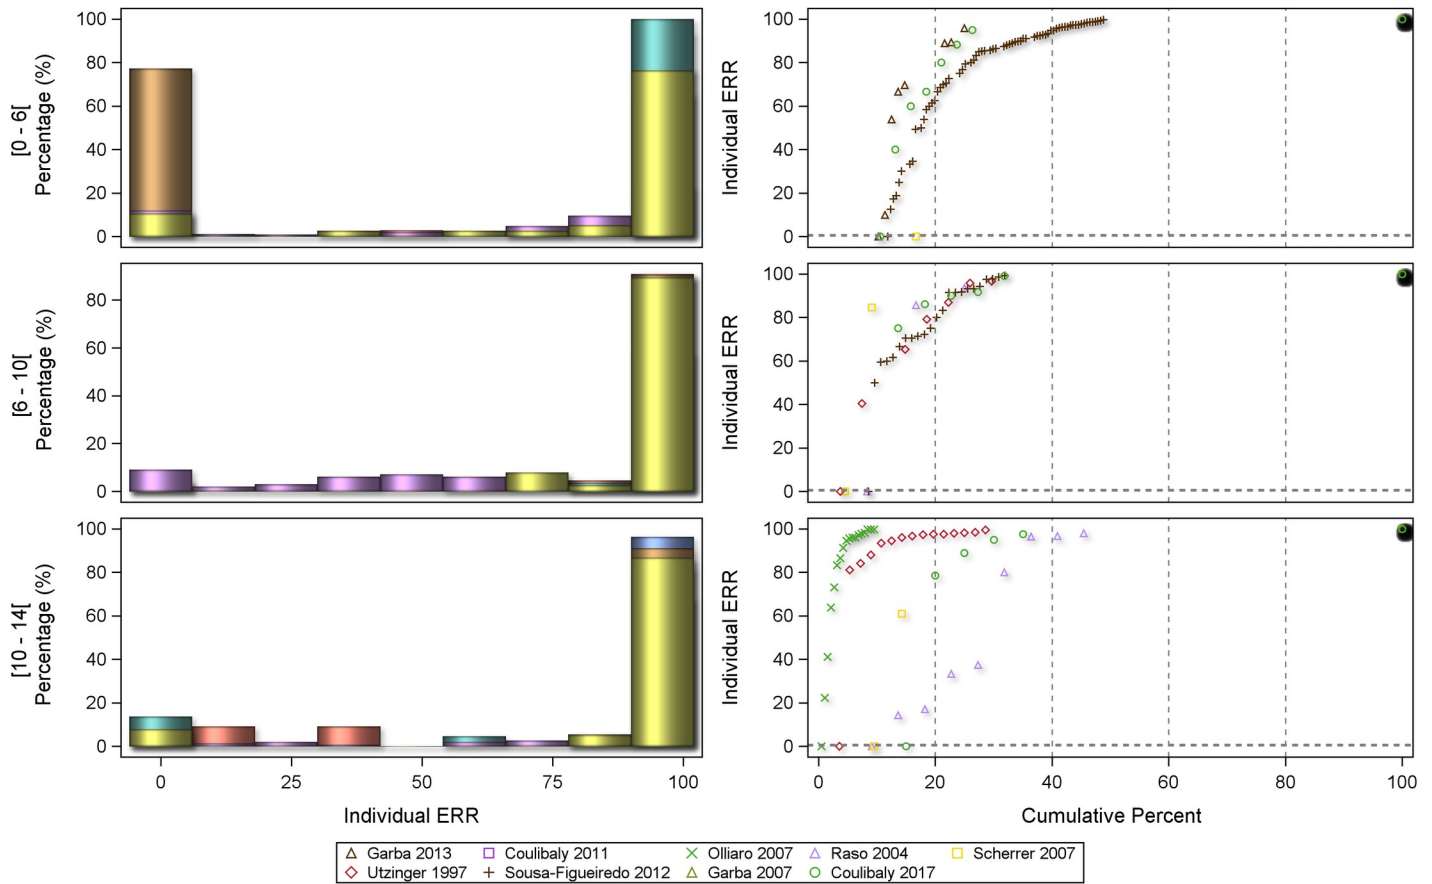 [0 - 6[
Percentage (%)
100
80
60
40
20
0
Individual ERR
100
80
60
40
20
0
[6 - 10[
Percentage (%)
80
60
40
20
0
Individual ERR
100
80
60
40
20
0
[10 - 14[
Percentage (%)
100
80
60
40
20
0
0 25 50 75 100
Individual ERR
Individual ERR
100
80
60
40
20
0
0 20 40 60 80 100
Cumulative Percent
Garba 2013 Coulibaly 2011 Olliaro 2007 Raso 2004 Scherrer 2007
Utzinger 1997 Sousa-Figueiredo 2012 Garba 2007 Coulibaly 2017